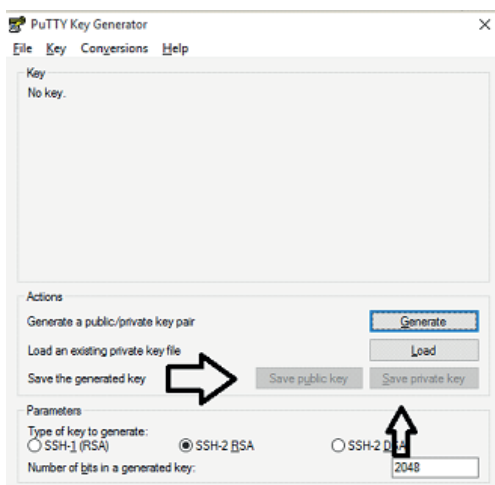 PuTTY Key Generator
File Key Conversions Help
Key
No key.
Actions
Generate a public/private key pair Generate
Load an existing private key file Load
Save the generated key Save public key Save private key
Parameters
Type of key to generate:
SSH-1 (RSA) SSH-2 RSA SSH-2 DSA
Number of bits in a generated key: 2048